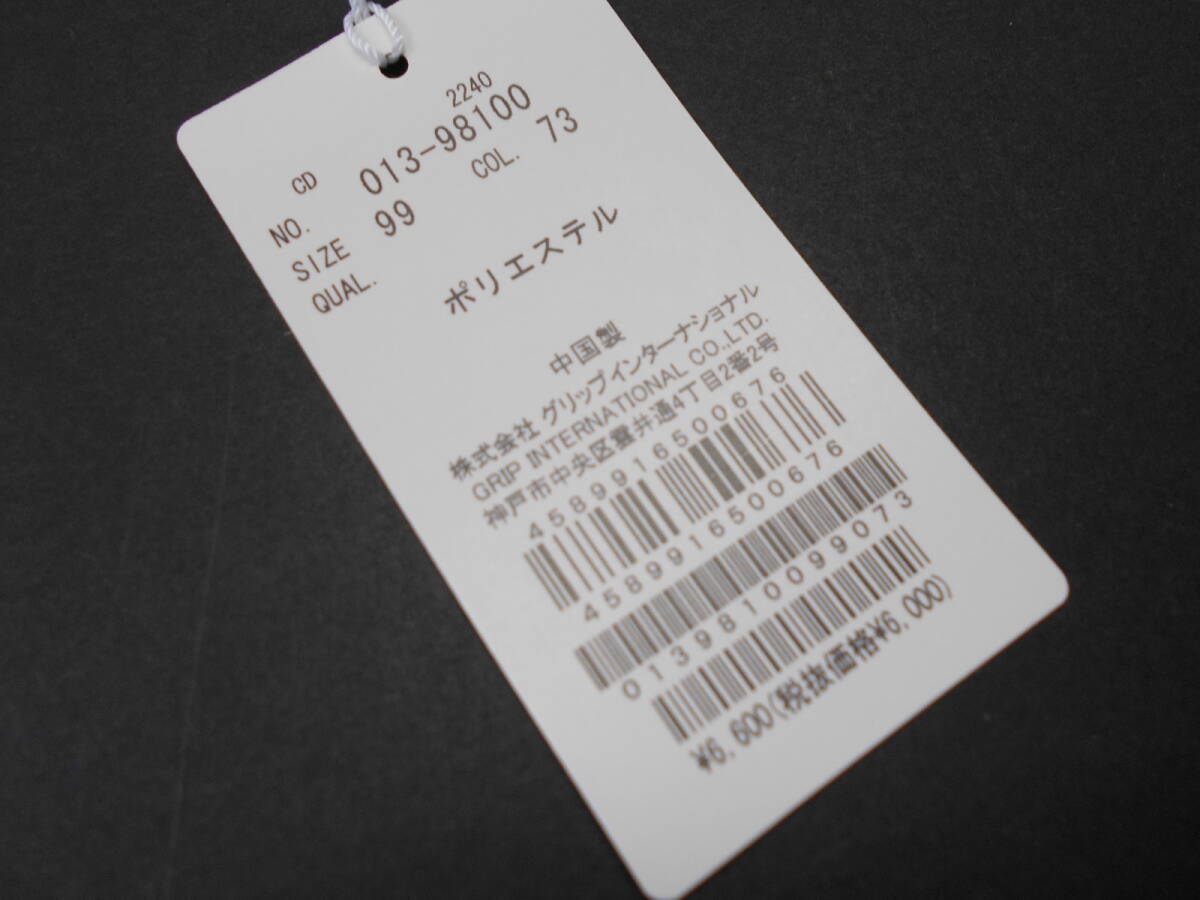 2240
CD
NO. 013-98100
SIZE 99 COL. 73
QUAL.
ポリエステル
中国製
株式会社 グリップインターナショナル
GRIP INTERNATIONAL CO.,LTD.
神戸市中央区雲井通4丁目2番2号
4589916500676
4589916500676
0139810099073
¥6,600(税抜価格¥6,000)